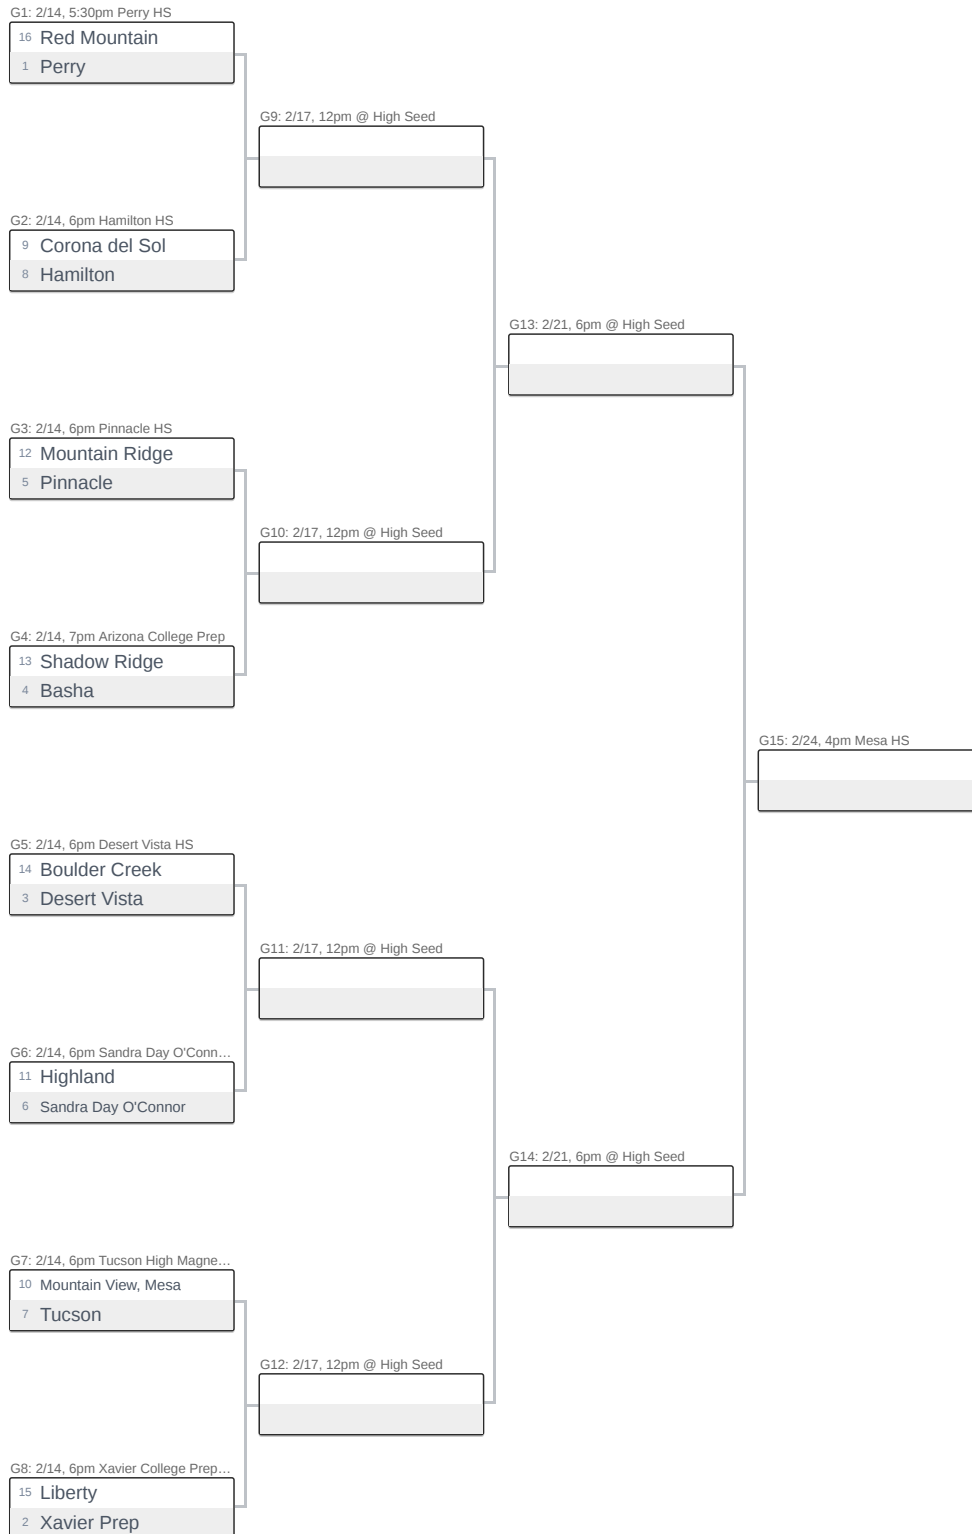 G1: 2/14, 5:30pm Perry HS
16 Red Mountain
1 Perry
G9: 2/17, 12pm @ High Seed
G2: 2/14, 6pm Hamilton HS
9 Corona del Sol
8 Hamilton
G13: 2/21, 6pm @ High Seed
G3: 2/14, 6pm Pinnacle HS
12 Mountain Ridge
5 Pinnacle
G10: 2/17, 12pm @ High Seed
G4: 2/14, 7pm Arizona College Prep
13 Shadow Ridge
4 Basha
G15: 2/24, 4pm Mesa HS
G5: 2/14, 6pm Desert Vista HS
14 Boulder Creek
3 Desert Vista
G11: 2/17, 12pm @ High Seed
G6: 2/14, 6pm Sandra Day O'Conn...
11 Highland
6 Sandra Day O'Connor
G14: 2/21, 6pm @ High Seed
G7: 2/14, 6pm Tucson High Magne...
10 Mountain View, Mesa
7 Tucson
G12: 2/17, 12pm @ High Seed
G8: 2/14, 6pm Xavier College Prep...
15 Liberty
2 Xavier Prep